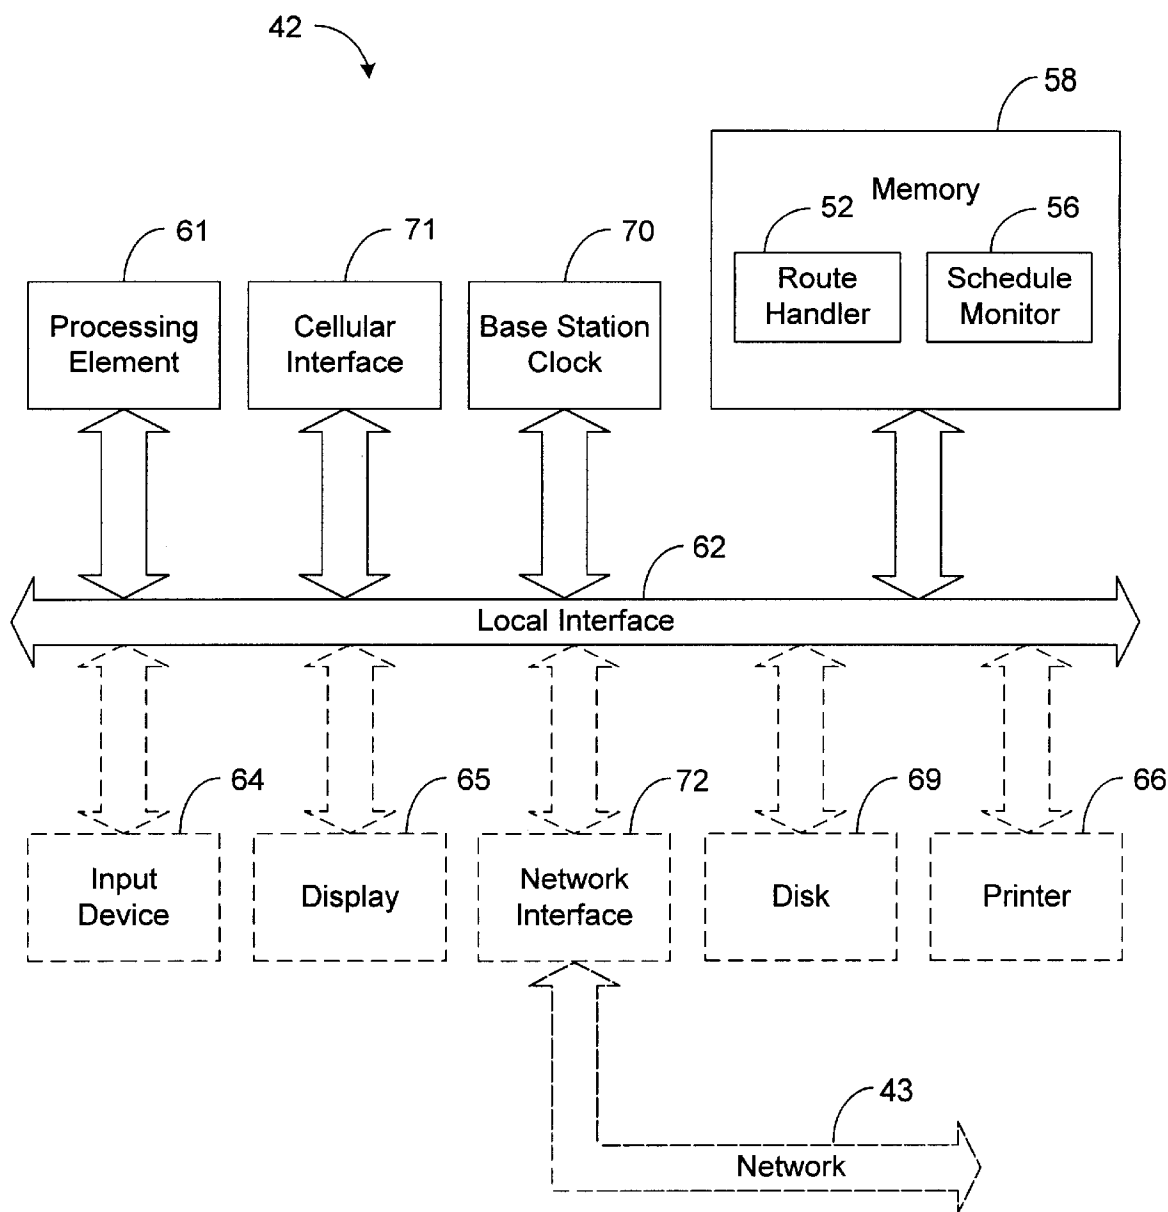 42
58
Memory
61
71
70
52
56
Processing
Element
Cellular
Interface
Base Station
Clock
Route
Handler
Schedule
Monitor
62
Local Interface
64
65
72
69
66
Input
Device
Display
Network
Interface
Disk
Printer
43
Network